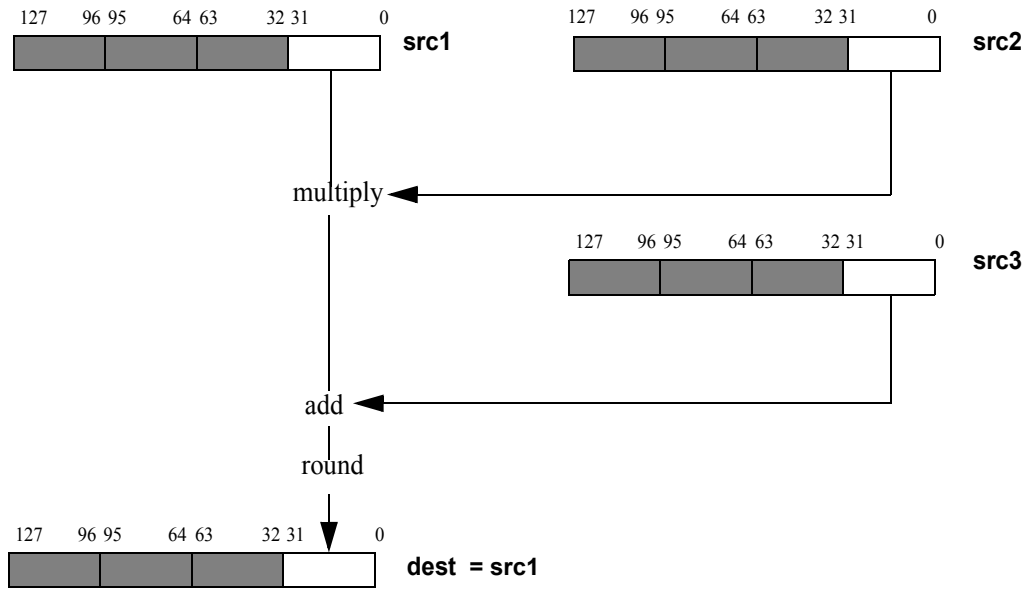 127 96 95 64 63 32 31 0 src1
127 96 95 64 63 32 31 0 src2
multiply
127 96 95 64 63 32 31 0 src3
add
round
127 96 95 64 63 32 31 0
dest = src1